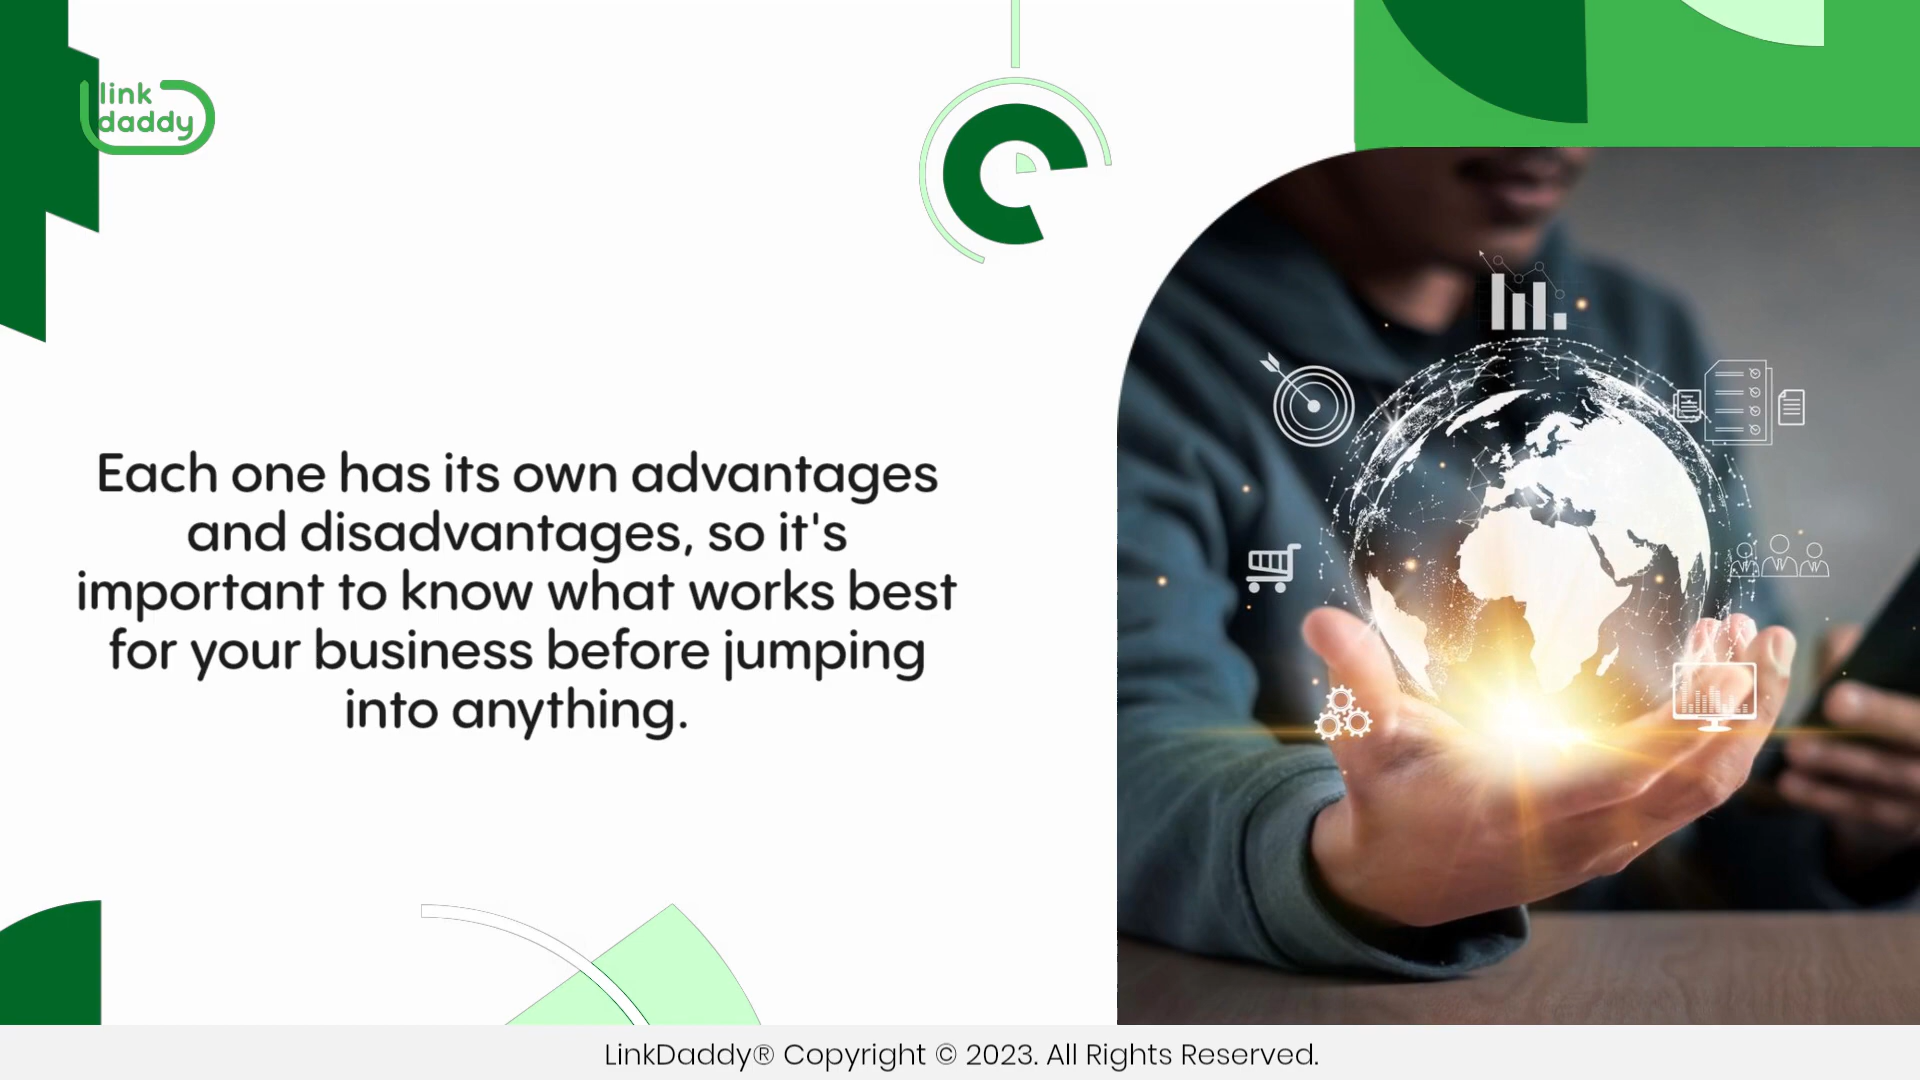 link
daddy
Each one has its own advantages
and disadvantages, so it's
important to know what works best
for your business before jumping
into anything.
LinkDaddy® Copyright © 2023. All Rights Reserved.